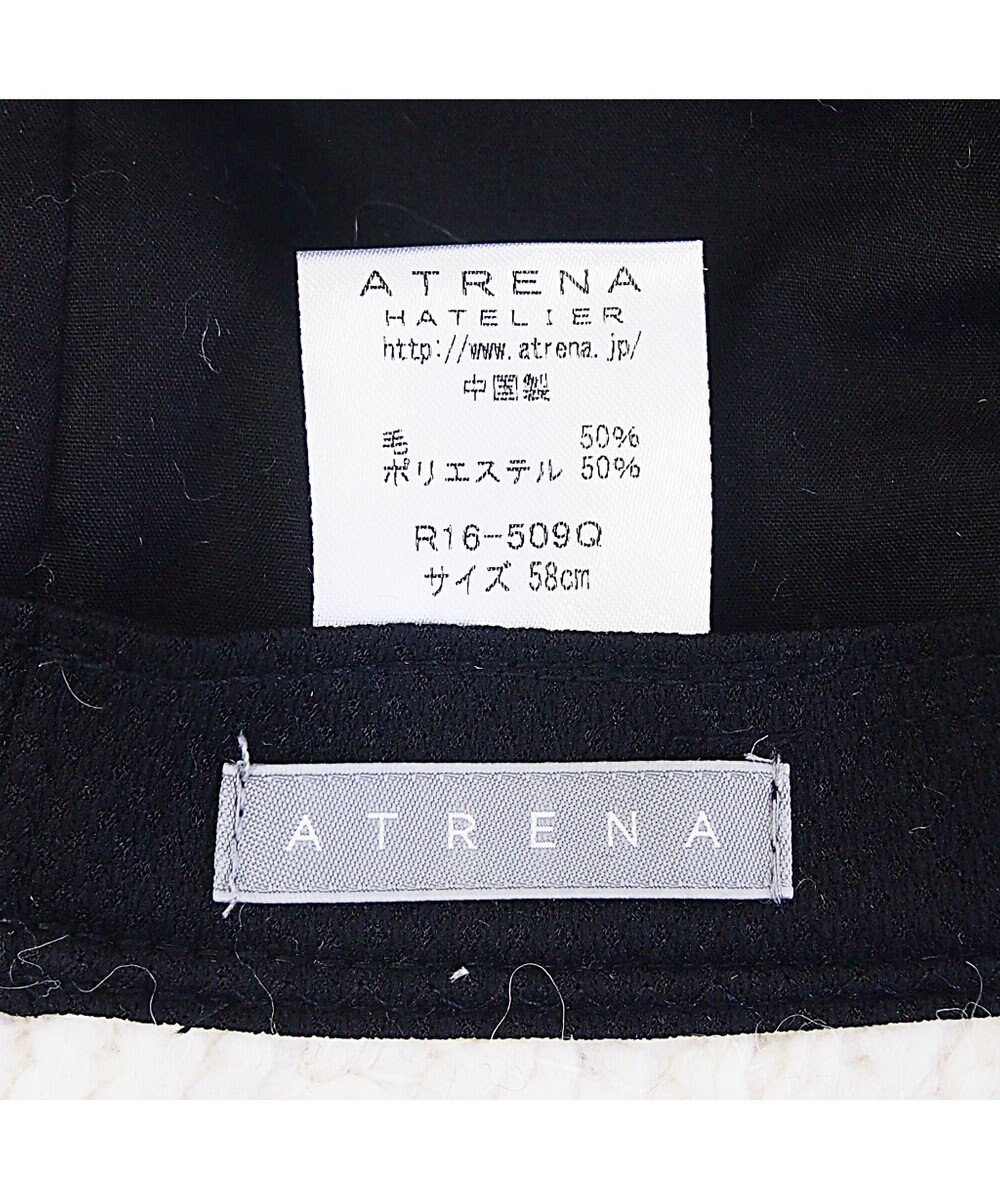 ATRENA
HATELIER
http://www.atrena.jp/
中国製
毛 50%
ポリエステル 50%
R16-509Q
サイズ 58cm
ATRENA